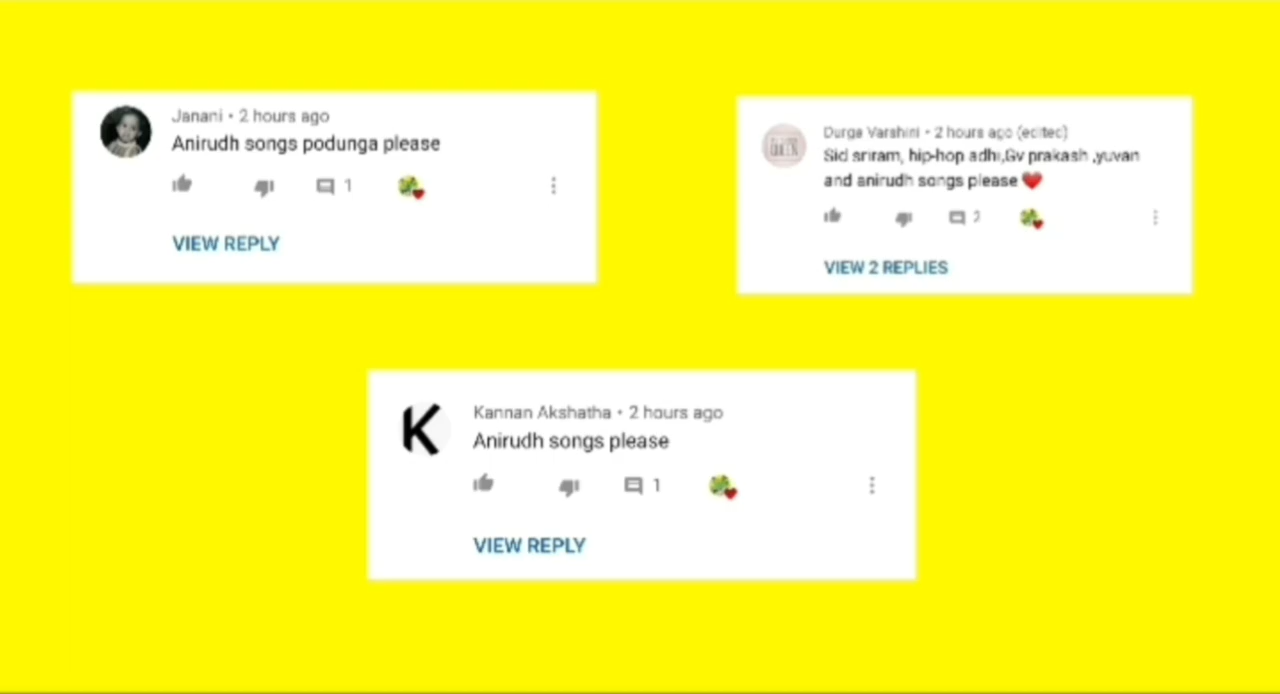 Janani • 2 hours ago
Anirudh songs podunga please
1
VIEW REPLY
Durga Varshini • 2 hours ago (edited)
Sid sriram, hip-hop adhi,Gv prakash ,yuvan
and anirudh songs please❤️
2
VIEW 2 REPLIES
K
Kannan Akshatha • 2 hours ago
Anirudh songs please
1
VIEW REPLY